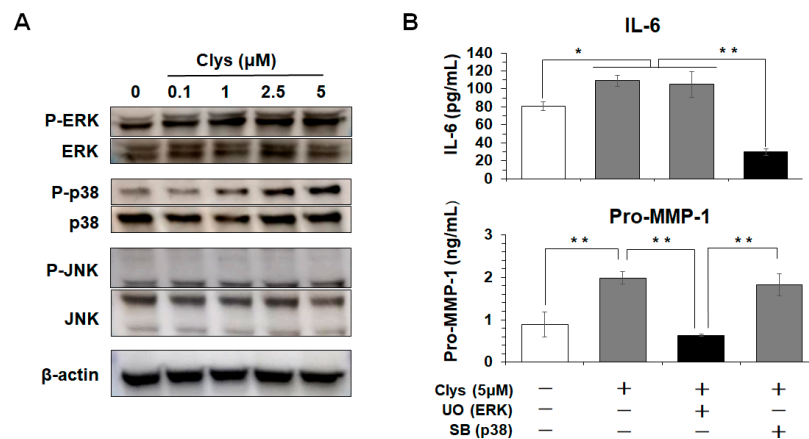 A
Clys (μM)
0 0.1 1 2.5 5
P-ERK
ERK
P-p38
p38
P-JNK
JNK
β-actin
B
IL-6
IL-6 (pg/mL)
140
120
100
80
60
40
20
0
* **
Pro-MMP-1
Pro-MMP-1 (ng/mL)
3
2
1
0
** ** **
Clys (5μM) — + + +
UO (ERK) — — + —
SB (p38) — — — +